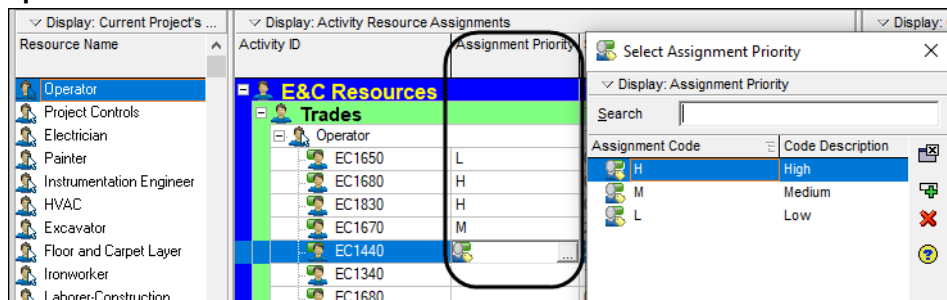 Display: Current Project's ...
Resource Name
Operator
Project Controls
Electrician
Painter
Instrumentation Engineer
HVAC
Excavator
Floor and Carpet Layer
Ironworker
Laborer-Construction
Display: Activity Resource Assignments
Activity ID Assignment Priority
E&C Resources
Trades
Operator
EC1650 L
EC1680 H
EC1830 H
EC1670 M
EC1440 ...
EC1340
EC1680
Display:
Select Assignment Priority
Display: Assignment Priority
Search
Assignment Code Code Description
H High
M Medium
L Low